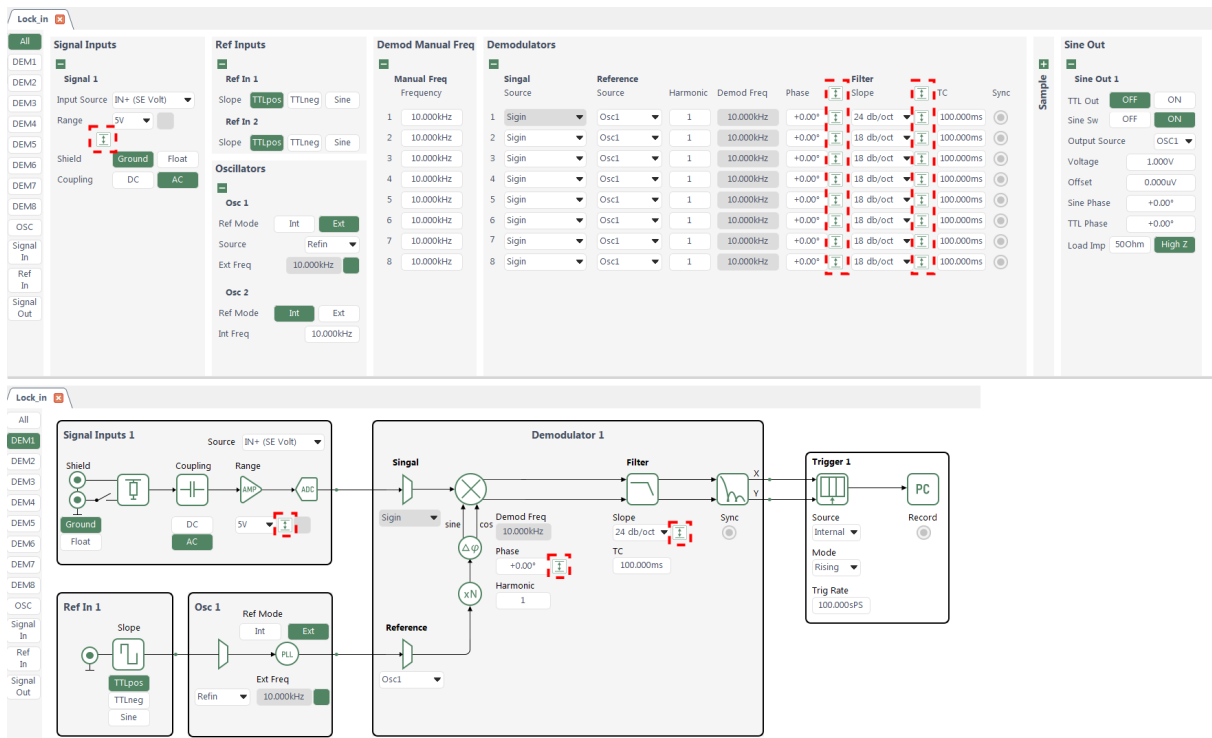 Lock_in
All
DEM1
DEM2
DEM3
DEM4
DEM5
DEM6
DEM7
DEM8
OSC
Signal
In
Ref
In
Signal
Out
Signal Inputs
Signal 1
Input Source IN+ (SE Volt)
Range 5V
Shield Ground Float
Coupling DC AC
Ref Inputs
Ref In 1
Slope TTLpos TTLneg Sine
Ref In 2
Slope TTLpos TTLneg Sine
Oscillators
Osc 1
Ref Mode Int Ext
Source Refin
Ext Freq 10.000kHz
Osc 2
Ref Mode Int Ext
Int Freq 10.000kHz
Demod Manual Freq
Manual Freq
Frequency
1 10.000kHz
2 10.000kHz
3 10.000kHz
4 10.000kHz
5 10.000kHz
6 10.000kHz
7 10.000kHz
8 10.000kHz
Demodulators
Singal Reference Filter
Source Source Harmonic Demod Freq Phase Slope TC Sync
1 Sigin Osc1 1 10.000kHz +0.00° 24 db/oct 100.000ms
2 Sigin Osc1 1 10.000kHz +0.00° 18 db/oct 100.000ms
3 Sigin Osc1 1 10.000kHz +0.00° 18 db/oct 100.000ms
4 Sigin Osc1 1 10.000kHz +0.00° 18 db/oct 100.000ms
5 Sigin Osc1 1 10.000kHz +0.00° 18 db/oct 100.000ms
6 Sigin Osc1 1 10.000kHz +0.00° 18 db/oct 100.000ms
7 Sigin Osc1 1 10.000kHz +0.00° 18 db/oct 100.000ms
8 Sigin Osc1 1 10.000kHz +0.00° 18 db/oct 100.000ms
Sample
Sine Out
Sine Out 1
TTL Out OFF ON
Sine Sw OFF ON
Output Source OSC1
Voltage 1.000V
Offset 0.000uV
Sine Phase +0.00°
TTL Phase +0.00°
Load Imp 50Ohm High Z
Lock_in
All
DEM1
DEM2
DEM3
DEM4
DEM5
DEM6
DEM7
DEM8
OSC
Signal
In
Ref
In
Signal
Out
Signal Inputs 1
Source IN+ (SE Volt)
Shield Coupling Range
AMP ADC
Ground DC 5V
Float AC
Ref In 1
Slope
TTLpos
TTLneg
Sine
Osc 1
Ref Mode
Int Ext
PLL
Ext Freq
Refin 10.000kHz
Demodulator 1
Singal
Sigin
sine cos
Δφ
xN
Demod Freq
10.000kHz
Phase
+0.00°
Harmonic
1
Reference
Osc1
Filter
Slope
24 db/oct
TC
100.000ms
X
Y
Sync
Trigger 1
PC
Source Record
Internal
Mode
Rising
Trig Rate
100.000sPS